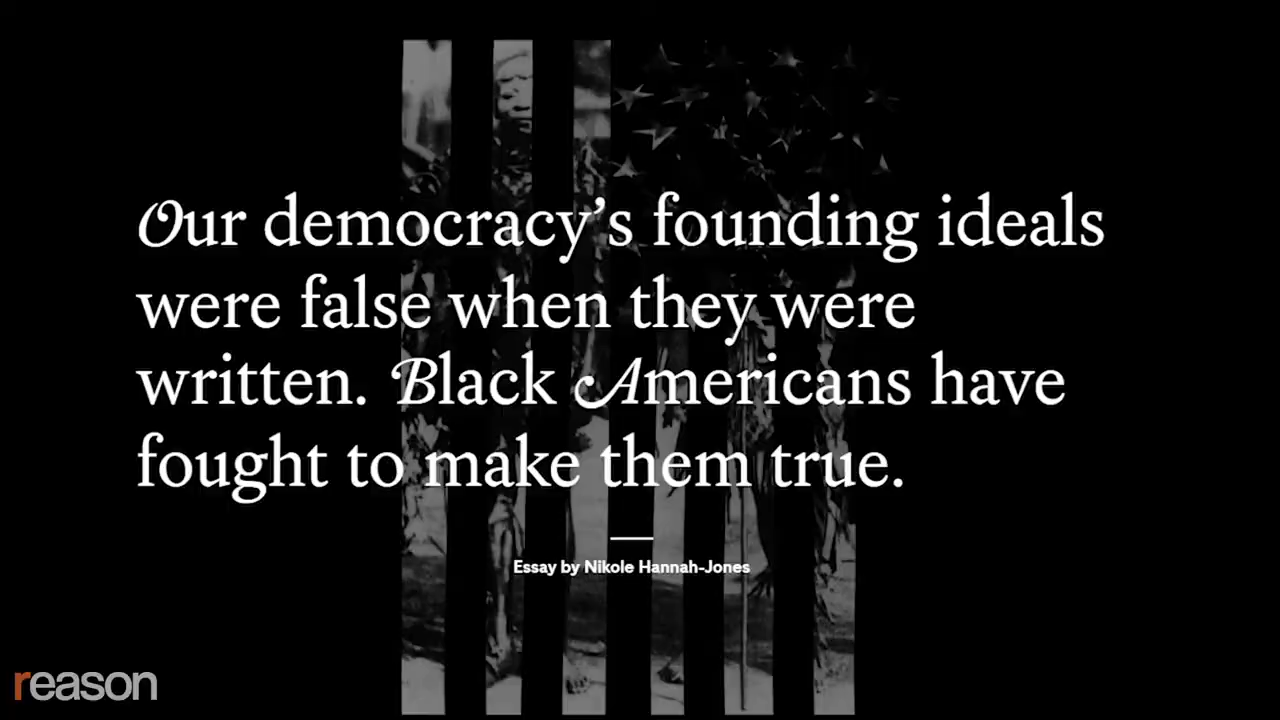 Our democracy’s founding ideals
were false when they were
written. Black Americans have
fought to make them true.
Essay by Nikole Hannah-Jones
reason